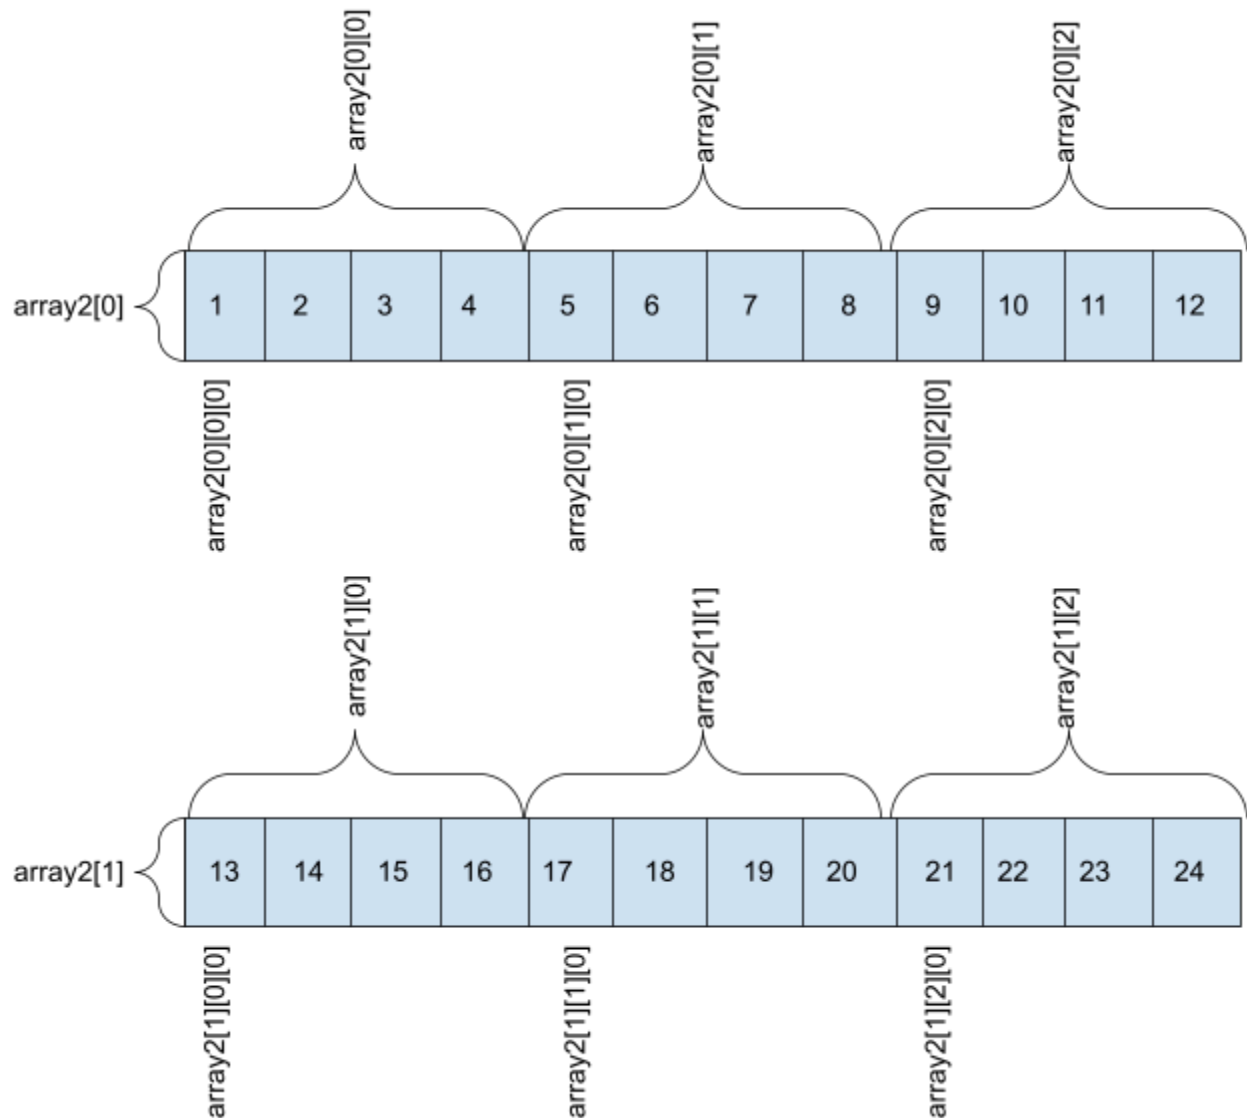 array2[0][0] array2[0][1] array2[0][2]
array2[0] 1 2 3 4 5 6 7 8 9 10 11 12
array2[0][0][0] array2[0][1][0] array2[0][2][0]
array2[1][0] array2[1][1] array2[1][2]
array2[1] 13 14 15 16 17 18 19 20 21 22 23 24
array2[1][0][0] array2[1][1][0] array2[1][2][0]